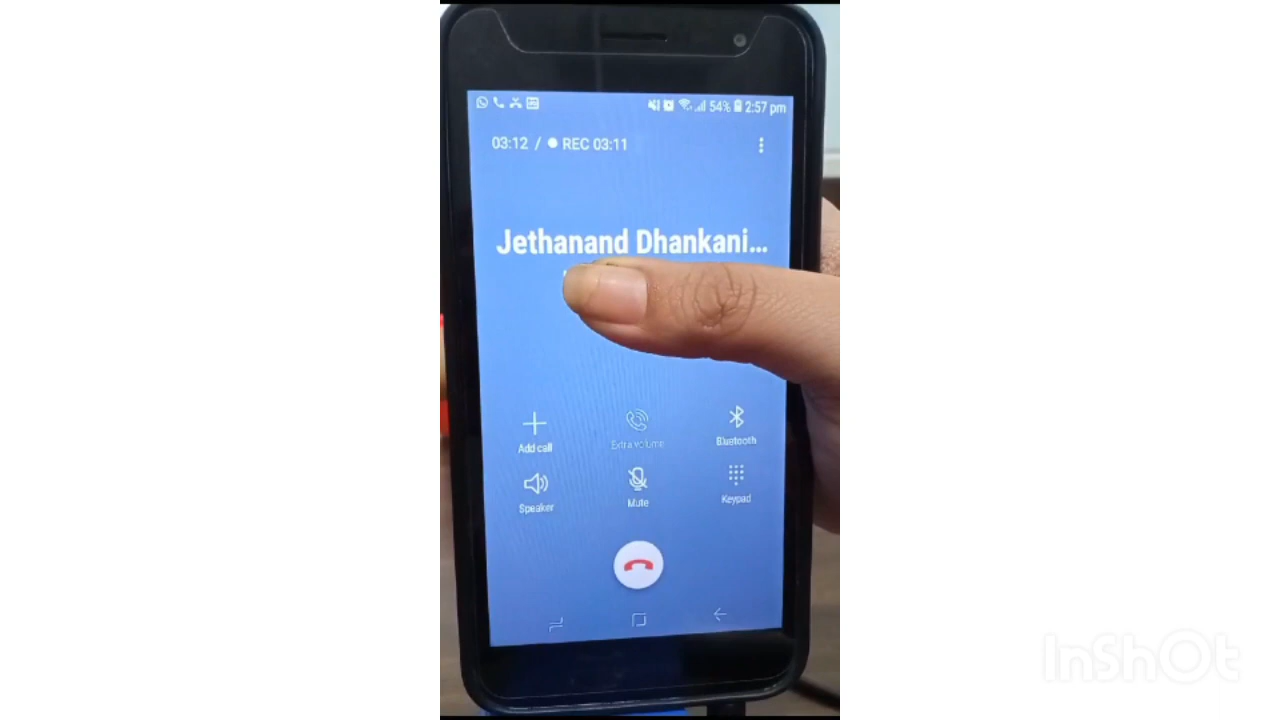 54% 2:57 pm
03:12 / REC 03:11
Jethanand Dhankani...
Add call
Extra volume
Bluetooth
Speaker
Mute
Keypad
InShOt